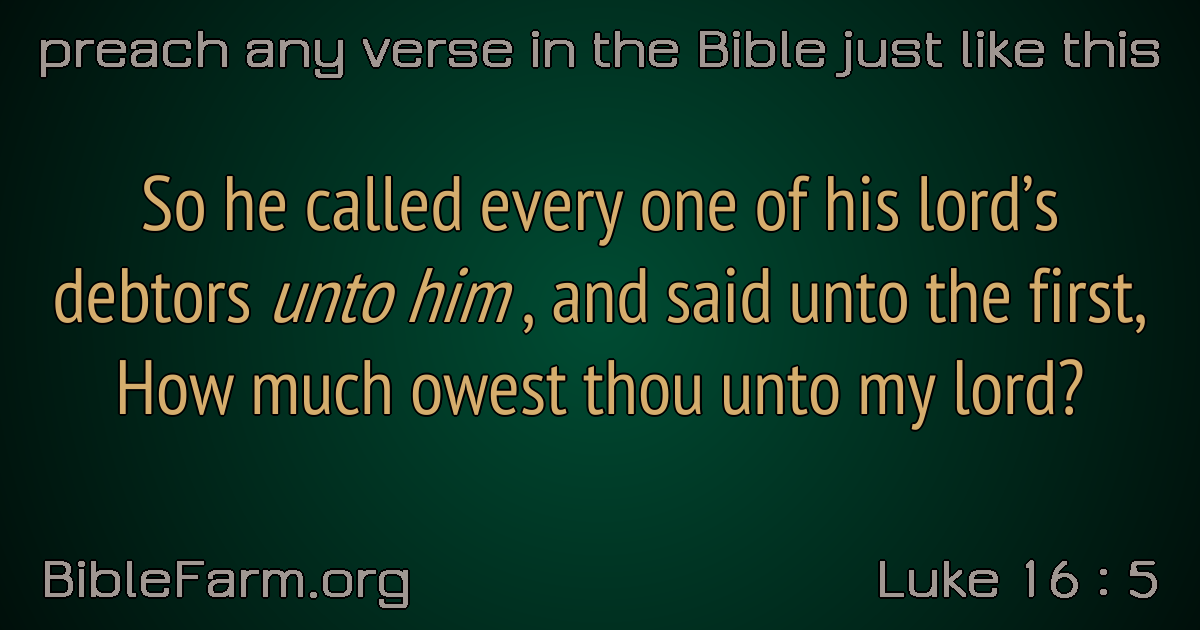 preach any verse in the Bible just like this
So he called every one of his lord’s
debtors unto him , and said unto the first,
How much owest thou unto my lord?
BibleFarm.org
Luke 16 : 5